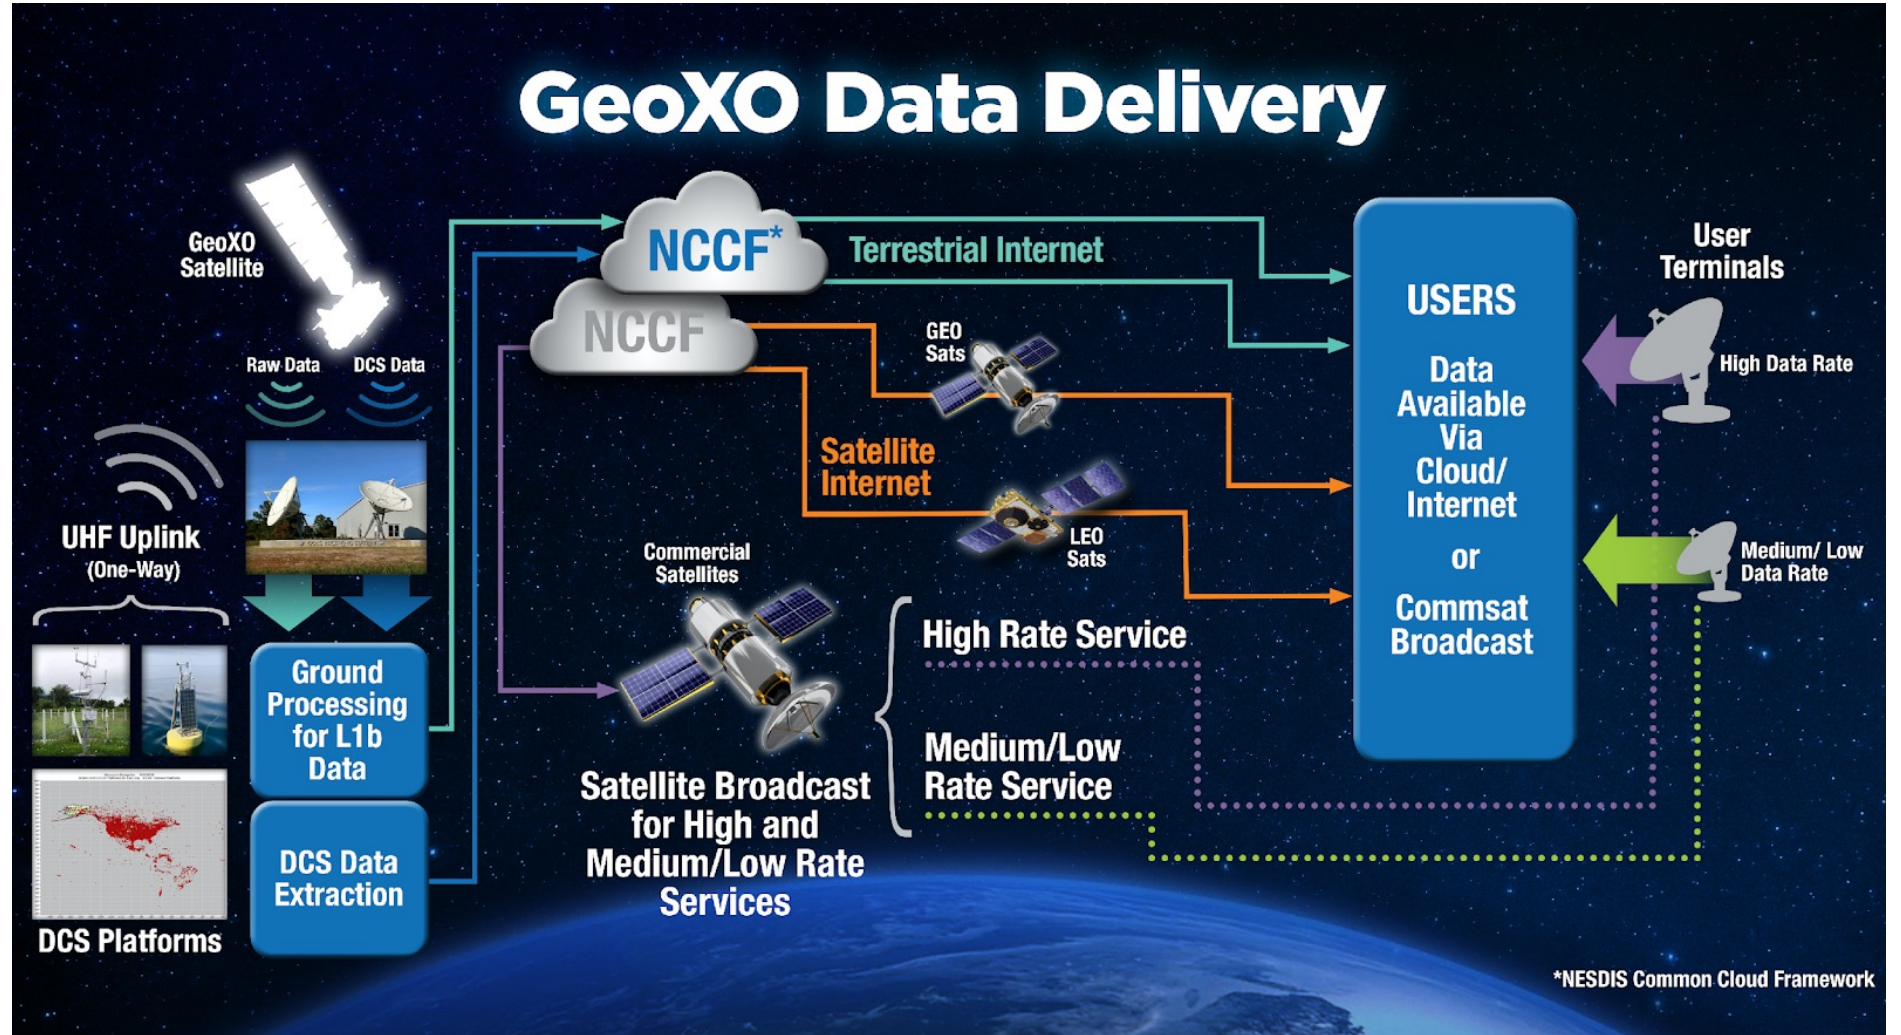 GeoXO Data Delivery
GeoXO
Satellite
Raw Data
DCS Data
UHF Uplink
(One-Way)
DCS Platforms
Ground
Processing
for L1b
Data
DCS Data
Extraction
NCCF*
NCCF
Terrestrial Internet
Satellite
Internet
GEO
Sats
LEO
Sats
Commercial
Satellites
Satellite Broadcast
for High and
Medium/Low Rate
Services
High Rate Service
Medium/Low
Rate Service
USERS
Data
Available
Via
Cloud/
Internet
or
Commsat
Broadcast
User
Terminals
High Data Rate
Medium/ Low
Data Rate
*NESDIS Common Cloud Framework